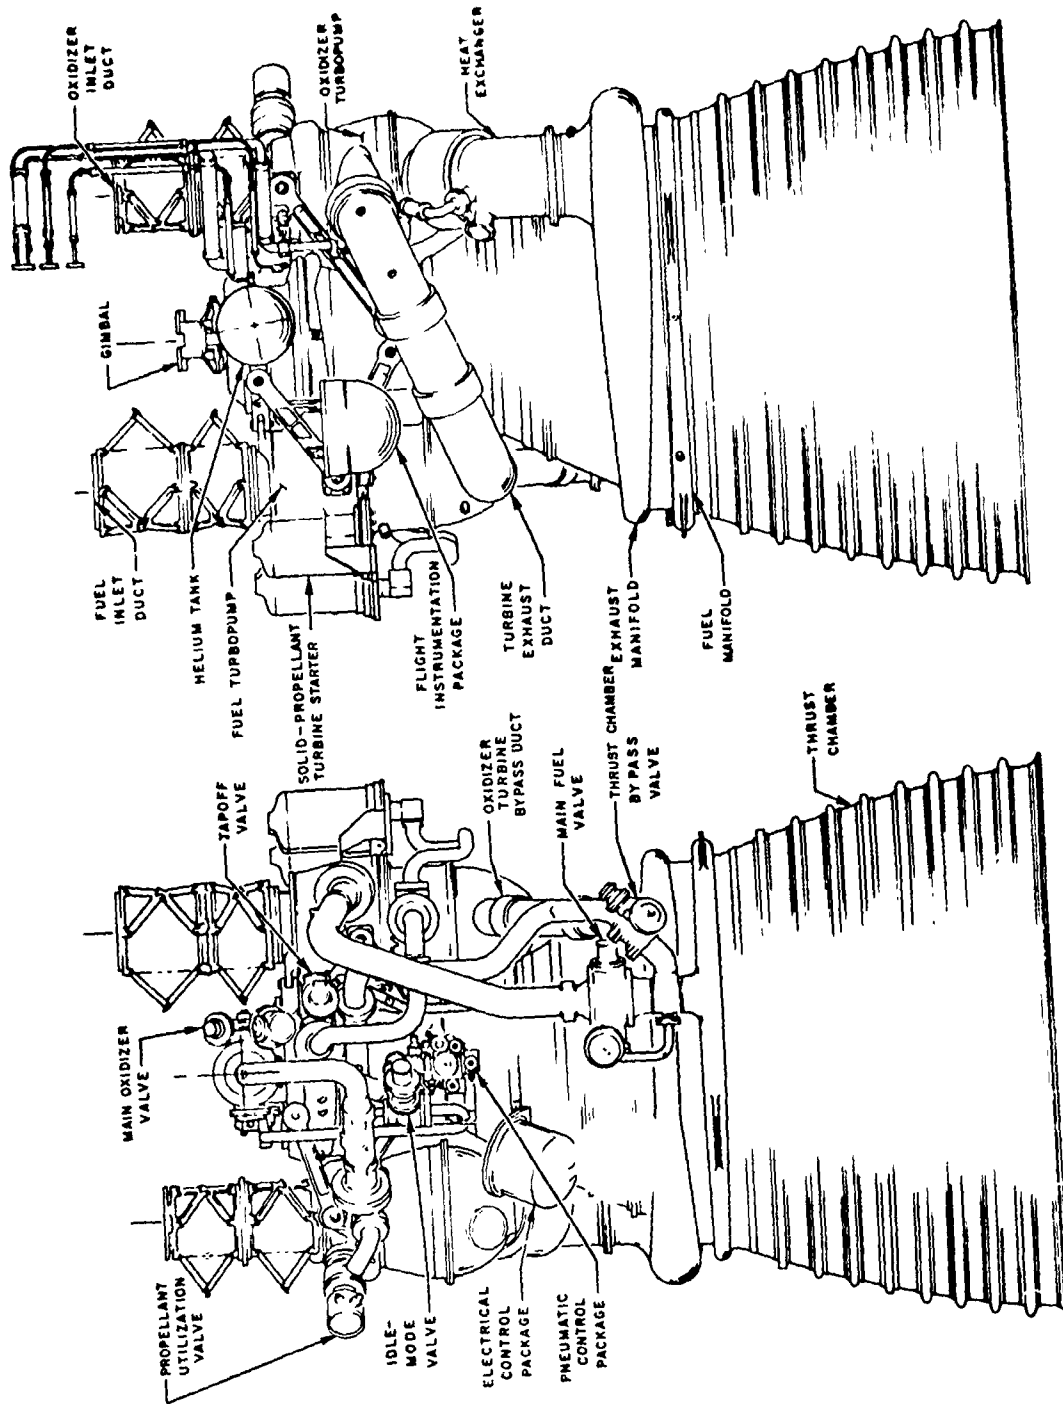 FUEL
INLET
DUCT
GIMBAL
OXIDIZER
INLET
DUCT
HELIUM TANK
FUEL TURBOPUMP
SOLID-PROPELLANT
TURBINE STARTER
FLIGHT
INSTRUMENTATION
PACKAGE
TURBINE
EXHAUST
DUCT
OXIDIZER
TURBOPUMP
HEAT
EXCHANGER
EXHAUST
MANIFOLD
FUEL
MANIFOLD
PROPELLANT
UTILIZATION
VALVE
MAIN OXIDIZER
VALVE
TAPOFF
VALVE
IDLE-
MODE
VALVE
ELECTRICAL
CONTROL
PACKAGE
PNEUMATIC
CONTROL
PACKAGE
OXIDIZER
TURBINE
BYPASS DUCT
MAIN FUEL
VALVE
THRUST CHAMBER
BYPASS
VALVE
THRUST
CHAMBER